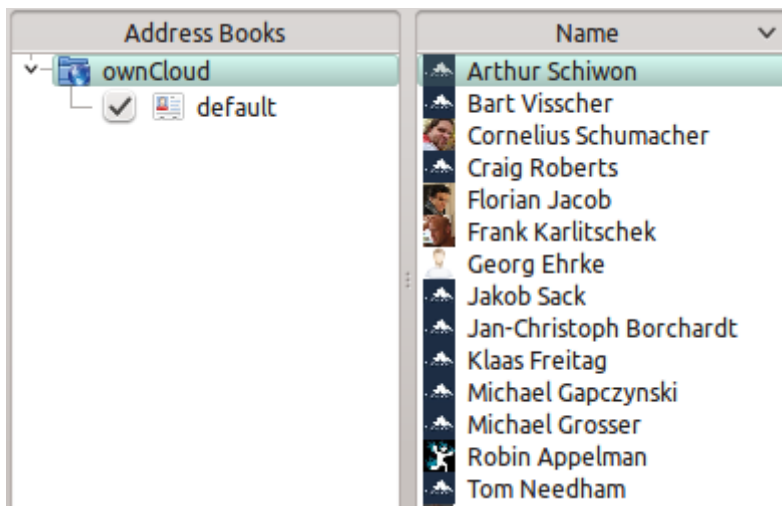 Address Books
ownCloud
default
Name
Arthur Schiwon
Bart Visscher
Cornelius Schumacher
Craig Roberts
Florian Jacob
Frank Karlitschek
Georg Ehrke
Jakob Sack
Jan-Christoph Borchardt
Klaas Freitag
Michael Gapczynski
Michael Grosser
Robin Appelman
Tom Needham